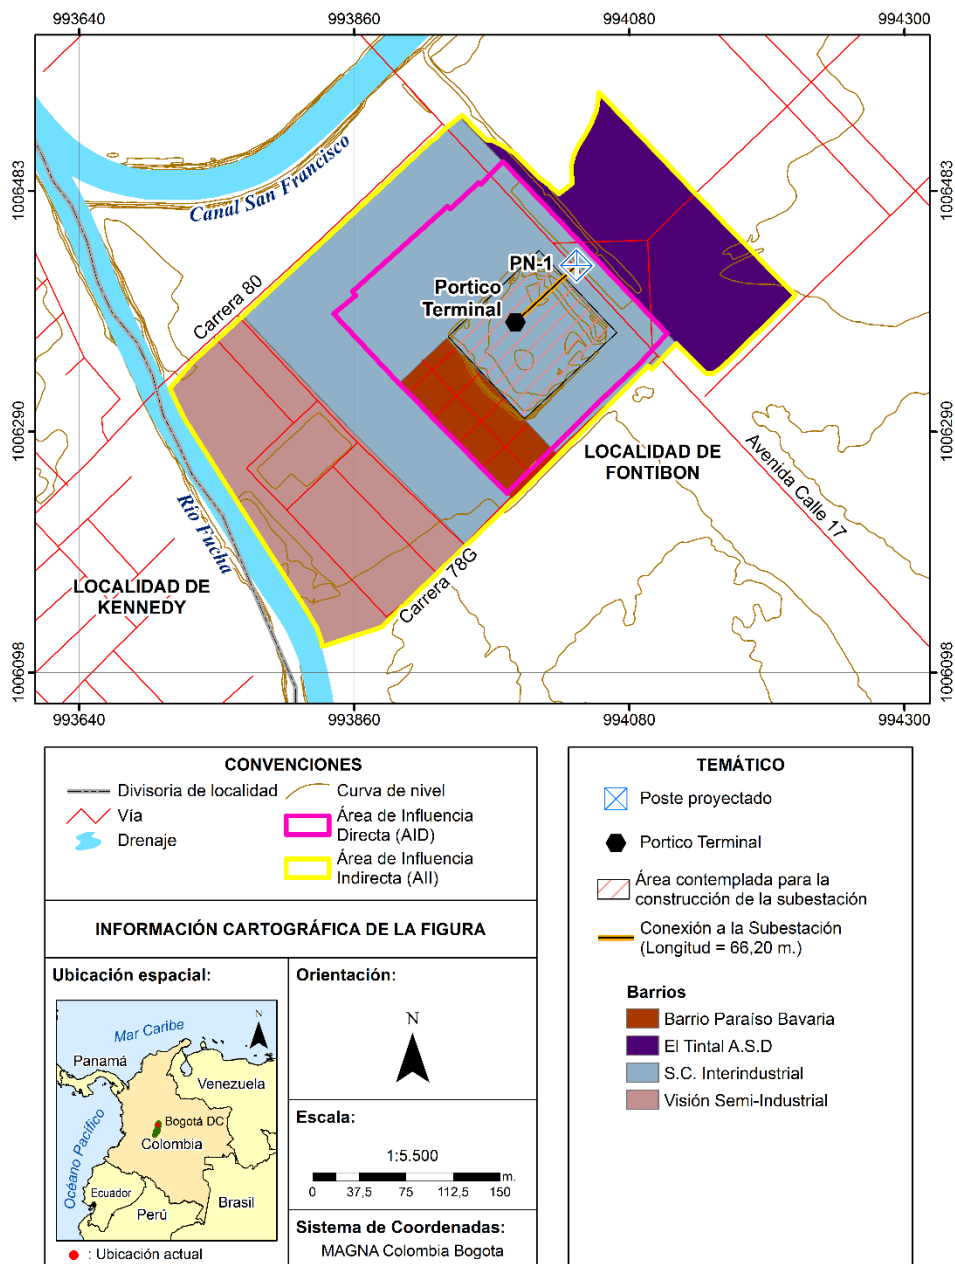 993640
993860
994080
994300
1006483
1006483
Canal San Francisco
PN-1
Portico
Terminal
Carrera 80
1006290
1006290
LOCALIDAD DE
FONTIBON
Avenida Calle 17
Río Fucha
LOCALIDAD DE
KENNEDY
Carrera 78G
1006098
1006098
993640
993860
994080
994300
CONVENCIONES
Divisoria de localidad
Vía
Drenaje
Curva de nivel
Área de Influencia
Directa (AID)
Área de Influencia
Indirecta (AII)
INFORMACIÓN CARTOGRÁFICA DE LA FIGURA
Ubicación espacial:
Mar Caribe
N
Panamá
Venezuela
Océano Pacífico
Bogotá DC
Colombia
Ecuador
Perú
Brasil
: Ubicación actual
Orientación:
N
Escala:
1:5.500
m.
0 37,5 75 112,5 150
Sistema de Coordenadas:
MAGNA Colombia Bogota
TEMÁTICO
Poste proyectado
Portico Terminal
Área contemplada para la
construcción de la subestación
Conexión a la Subestación
(Longitud = 66,20 m.)
Barrios
Barrio Paraíso Bavaria
El Tintal A.S.D
S.C. Interindustrial
Visión Semi-Industrial